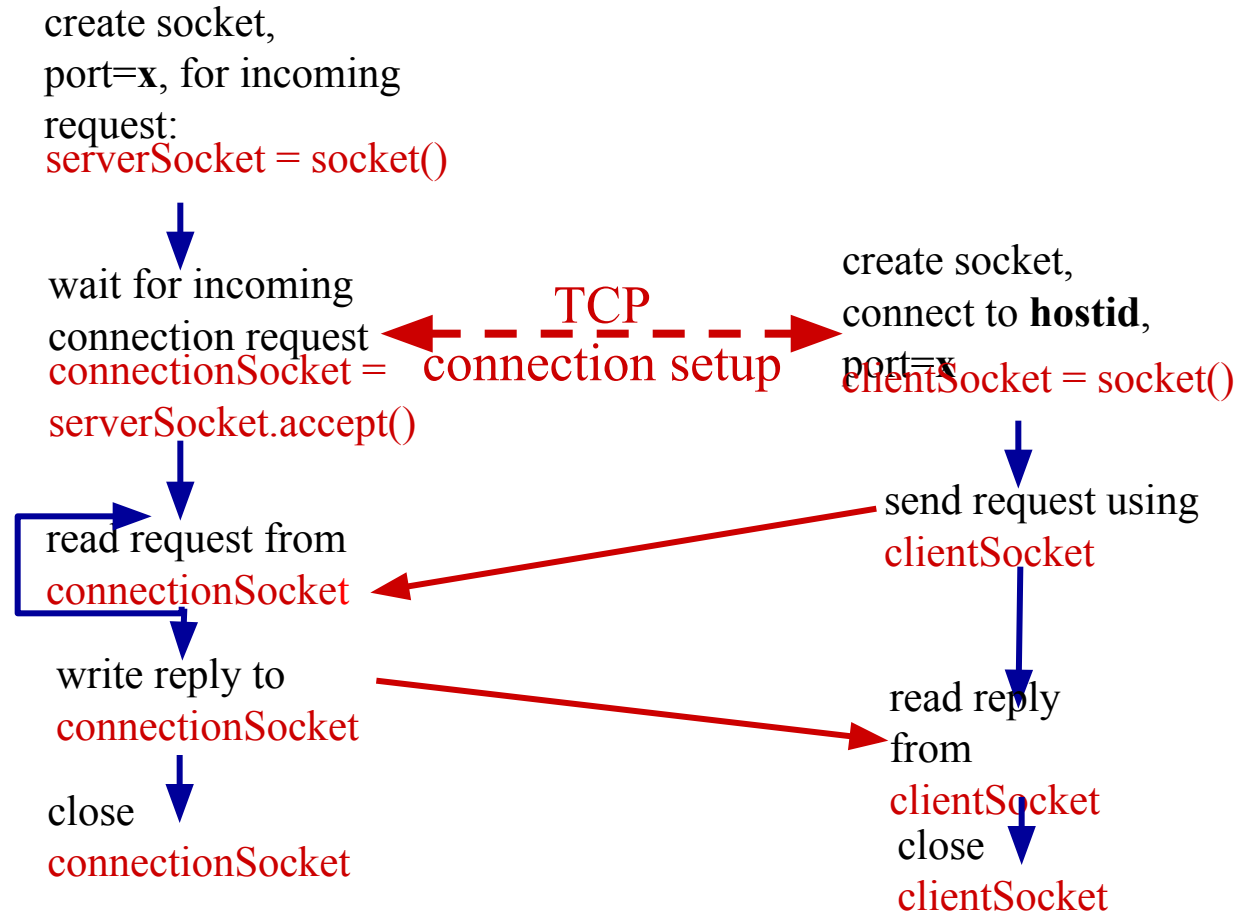 create socket,
port=x, for incoming
request:
serverSocket = socket()
wait for incoming
connection request
connectionSocket =
serverSocket.accept()
TCP
connection setup
create socket,
connect to hostid,
port=x
clientSocket = socket()
read request from
connectionSocket
send request using
clientSocket
write reply to
connectionSocket
read reply
from
clientSocket
close
connectionSocket
close
clientSocket